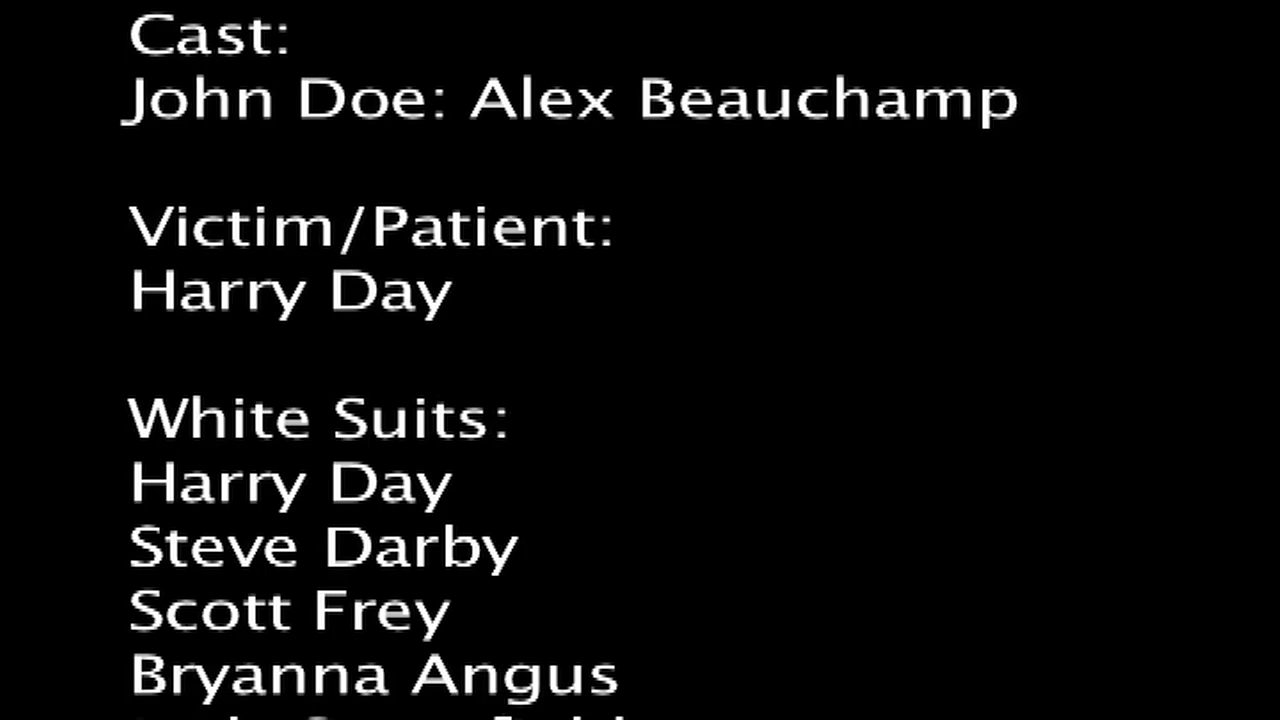 Cast:
John Doe: Alex Beauchamp
Victim/Patient:
Harry Day
White Suits:
Harry Day
Steve Darby
Scott Frey
Bryanna Angus